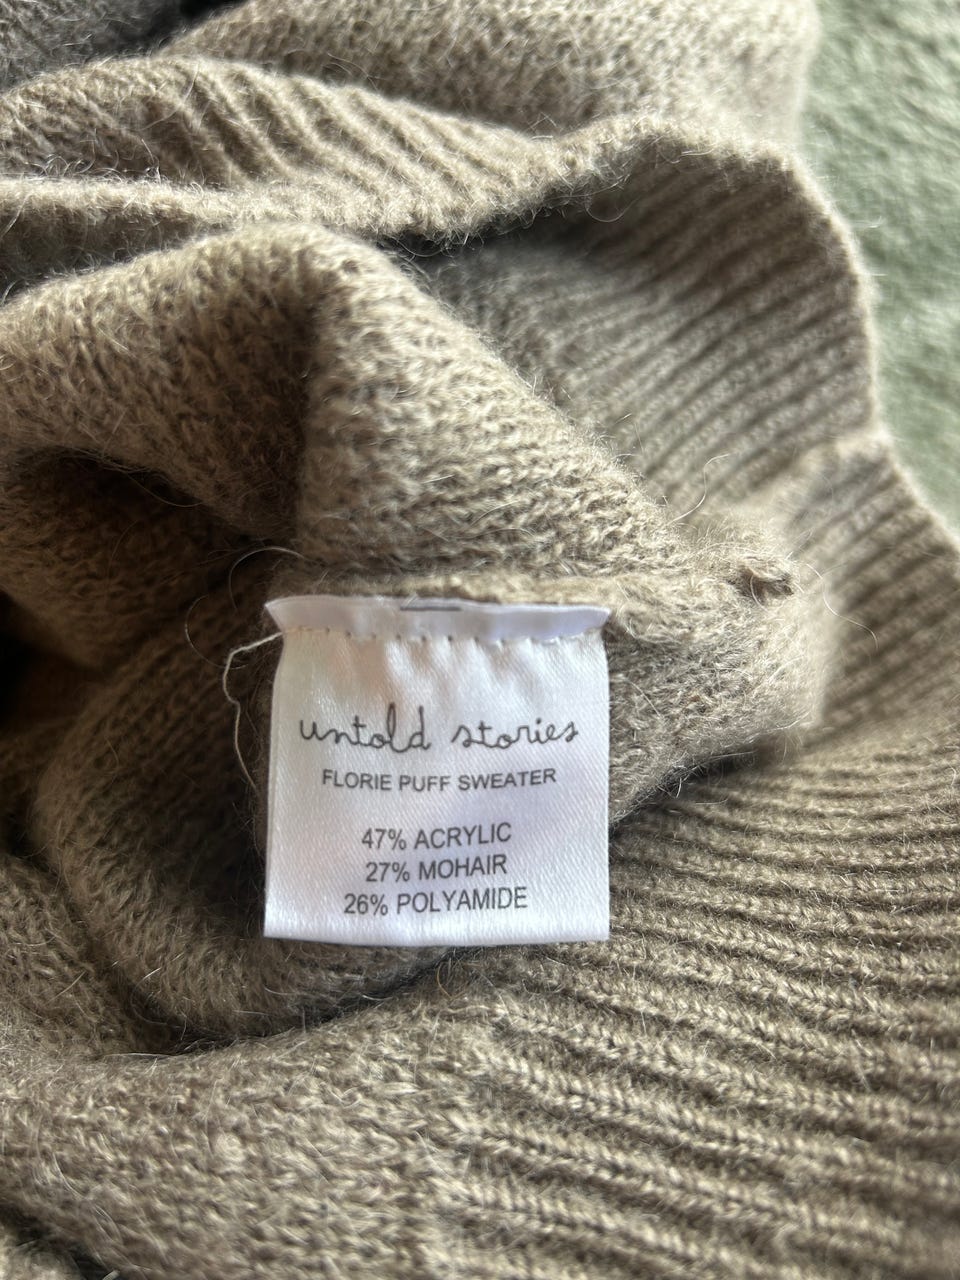 untold stories
FLORIE PUFF SWEATER
47% ACRYLIC
27% MOHAIR
26% POLYAMIDE